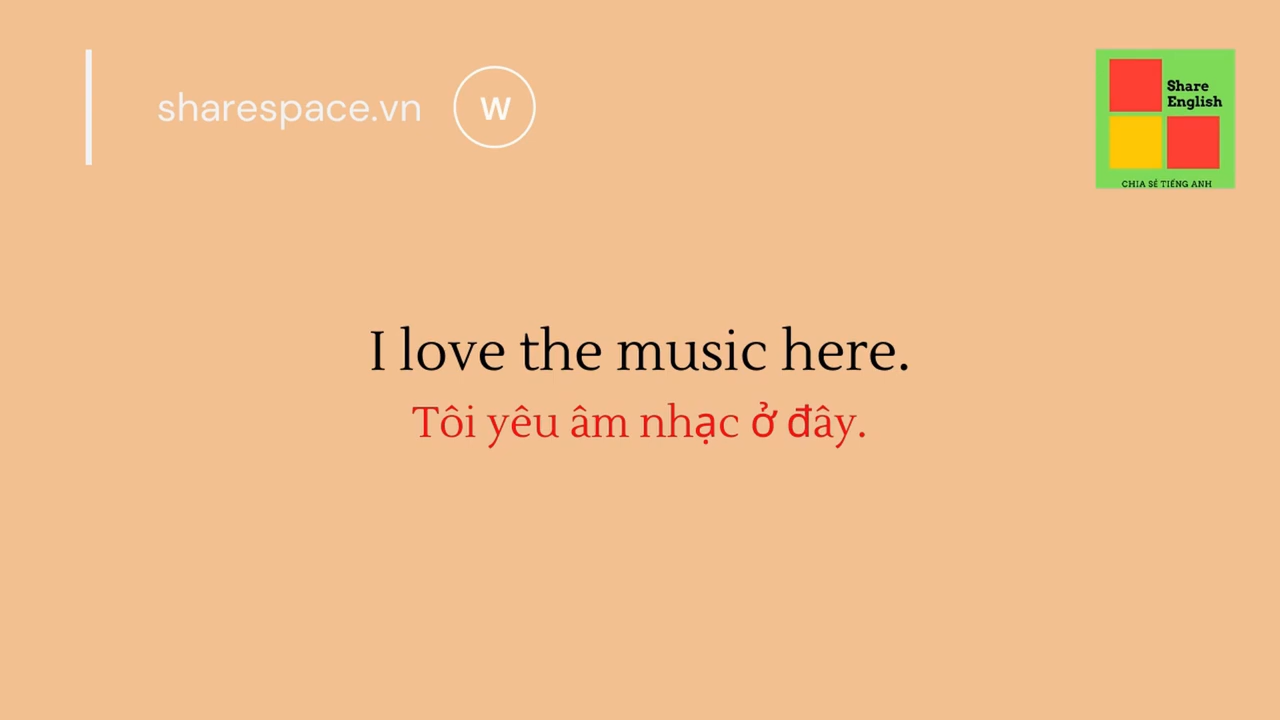 sharespace.vn
W
Share
English
CHIA SẺ TIẾNG ANH
I love the music here.
Tôi yêu âm nhạc ở đây.